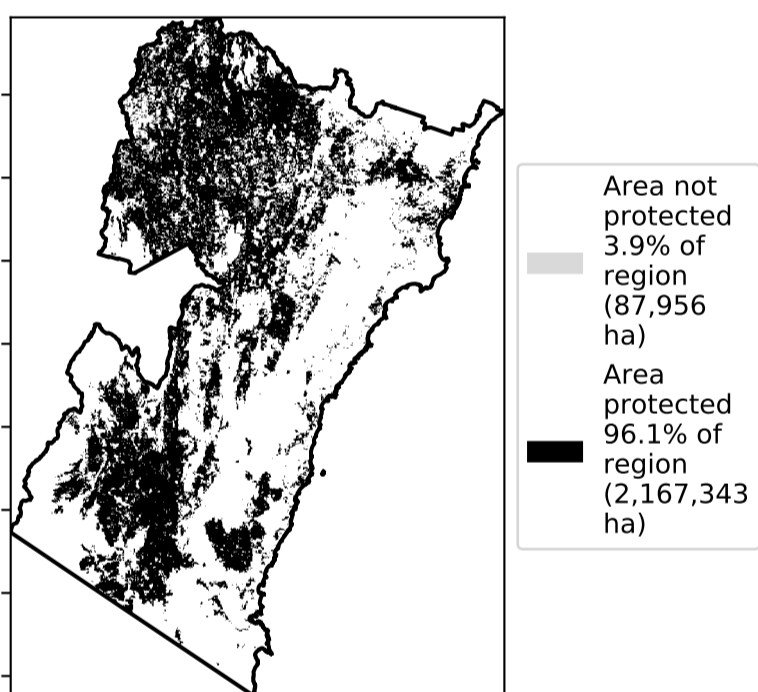 Area not
protected
3.9% of
region
(87,956
ha)
Area
protected
96.1% of
region
(2,167,343
ha)